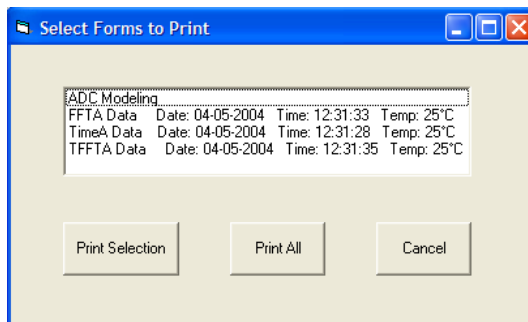 Select Forms to Print
ADC Modeling
FFTA Data Date: 04-05-2004 Time: 12:31:33 Temp: 25°C
TimeA Data Date: 04-05-2004 Time: 12:31:28 Temp: 25°C
TFFTA Data Date: 04-05-2004 Time: 12:31:35 Temp: 25°C
Print Selection Print All Cancel